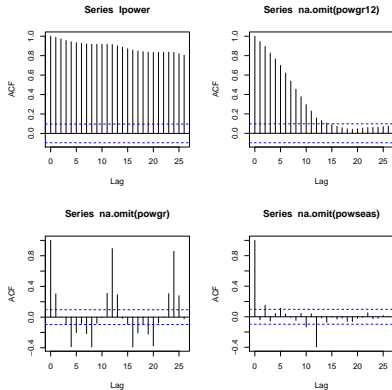 Series lpower
Series na.omit(powgr12)
ACF
0.0 0.2 0.4 0.6 0.8 1.0
0 5 10 15 20 25
Lag
ACF
0.0 0.2 0.4 0.6 0.8 1.0
0 5 10 15 20 25
Lag
Series na.omit(powgr)
Series na.omit(powseas)
ACF
−0.4 0.0 0.4 0.8
0 5 10 15 20 25
Lag
ACF
−0.4 0.0 0.4 0.8
0 5 10 15 20 25
Lag